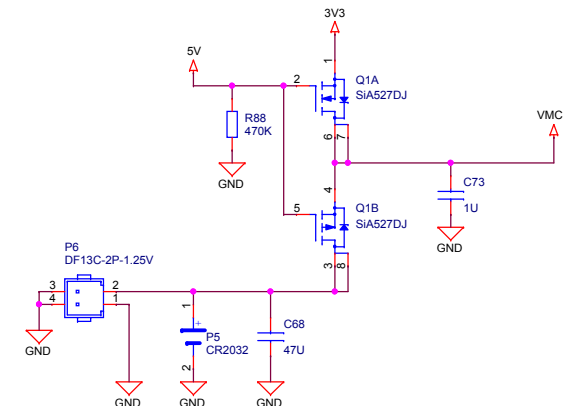 3V3
5V
1
Q1A
SiA527DJ
2
R88
470K
6
7
VMC
GND
4
C73
1U
5
Q1B
SiA527DJ
GND
P6
DF13C-2P-1.25V
3
8
3
2
4
1
1
+
P5
CR2032
C68
47U
2
GND
GND
GND
GND